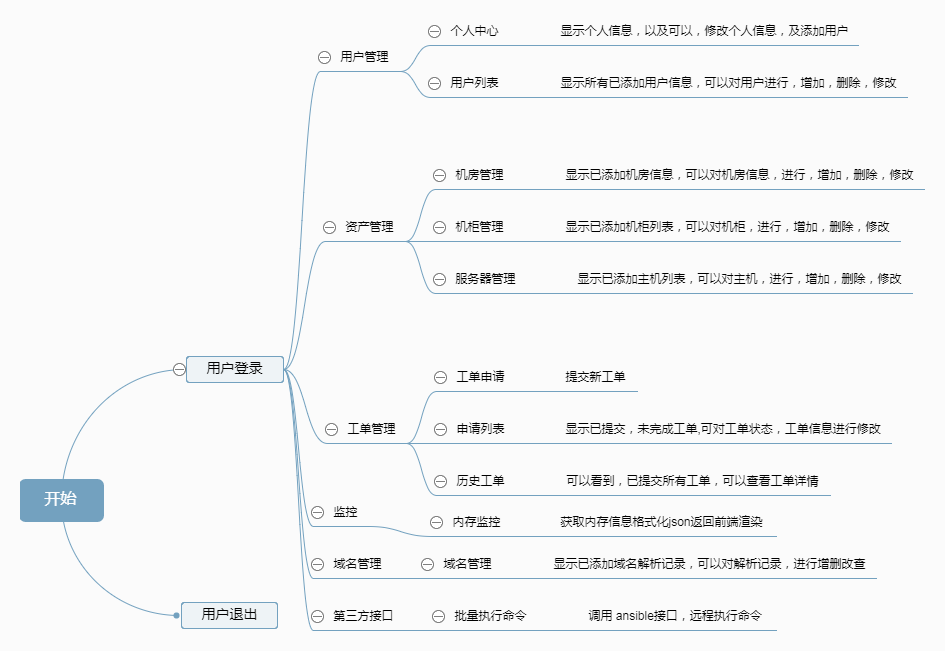 个人中心 显示个人信息，以及可以，修改个人信息，及添加用户
用户管理
用户列表 显示所有已添加用户信息，可以对用户进行，增加，删除，修改
机房管理 显示已添加机房信息，可以对机房信息，进行，增加，删除，修改
资产管理 机柜管理 显示已添加机柜列表，可以对机柜，进行，增加，删除，修改
服务器管理 显示已添加主机列表，可以对主机，进行，增加，删除，修改
用户登录
工单申请 提交新工单
工单管理 申请列表 显示已提交，未完成工单,可对工单状态，工单信息进行修改
历史工单 可以看到，已提交所有工单，可以查看工单详情
开始
监控 内存监控 获取内存信息格式化json返回前端渲染
域名管理 域名管理 显示已添加域名解析记录，可以对解析记录，进行增删改查
用户退出
第三方接口 批量执行命令 调用 ansible接口，远程执行命令